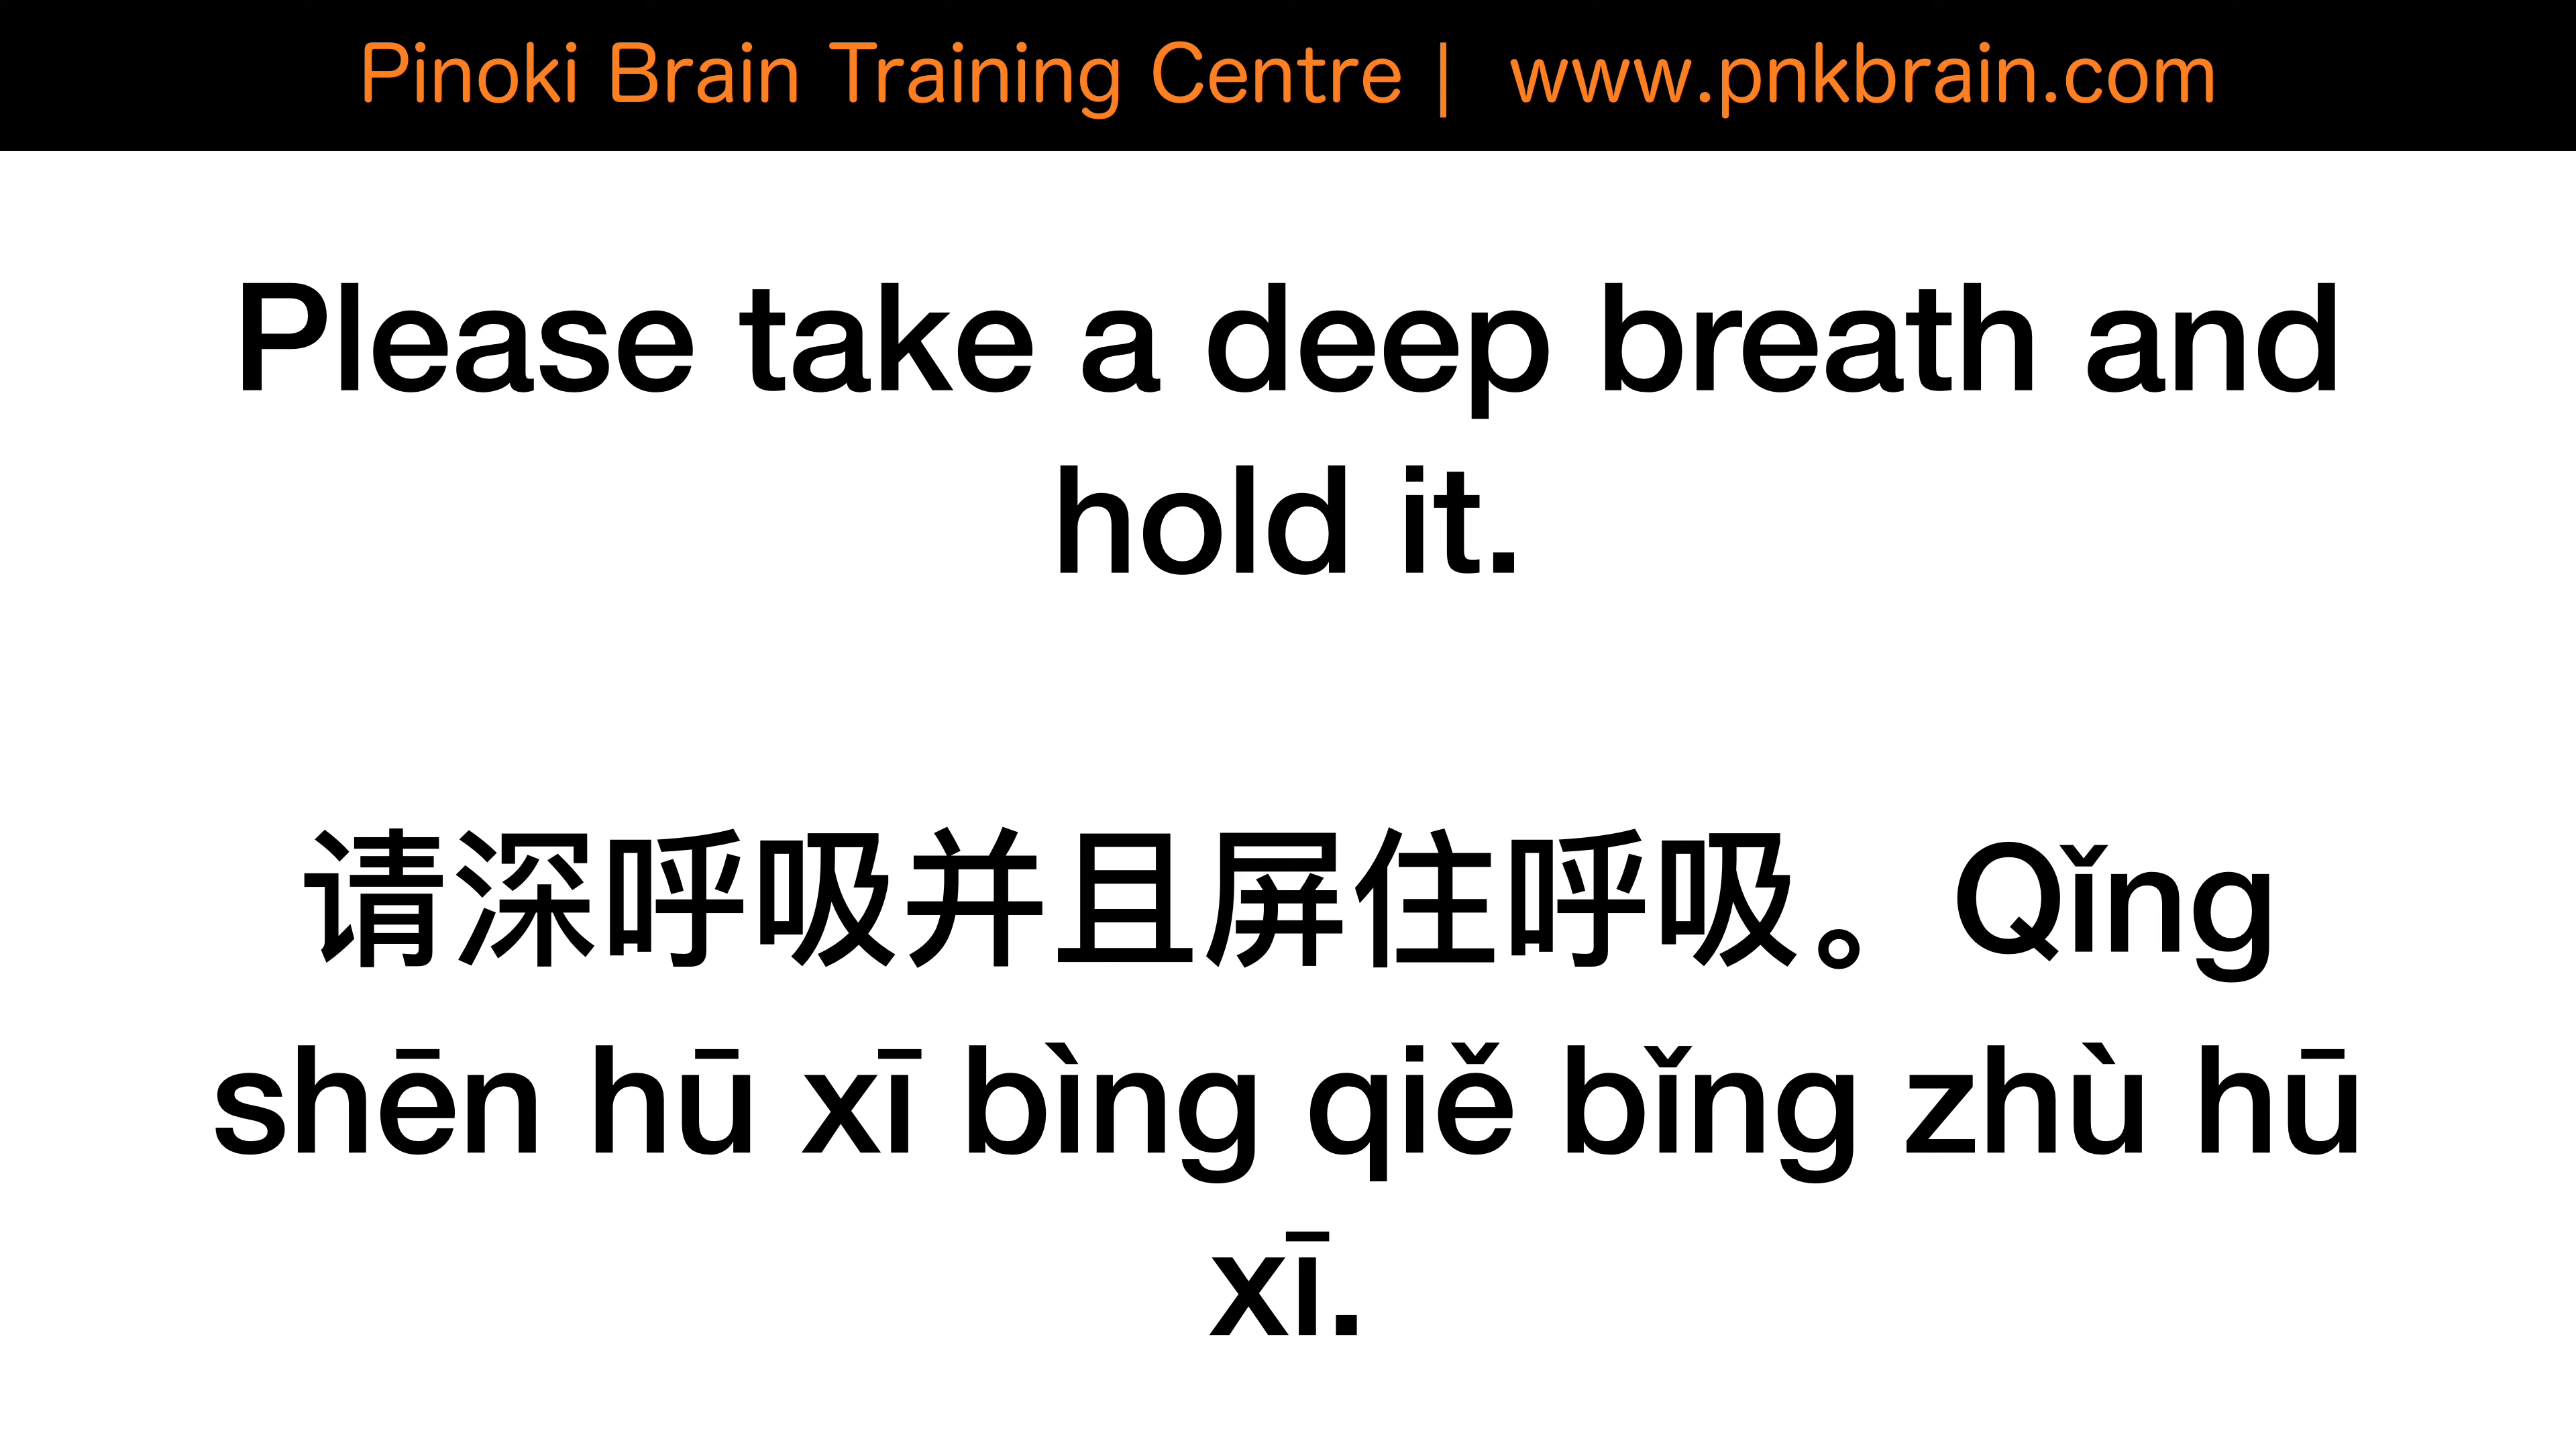 Pinoki Brain Training Centre | www.pnkbrain.com
Please take a deep breath and
hold it.
请深呼吸并且屏住呼吸。Qǐng
shēn hū xī bìng qiě bǐng zhù hū
xī.